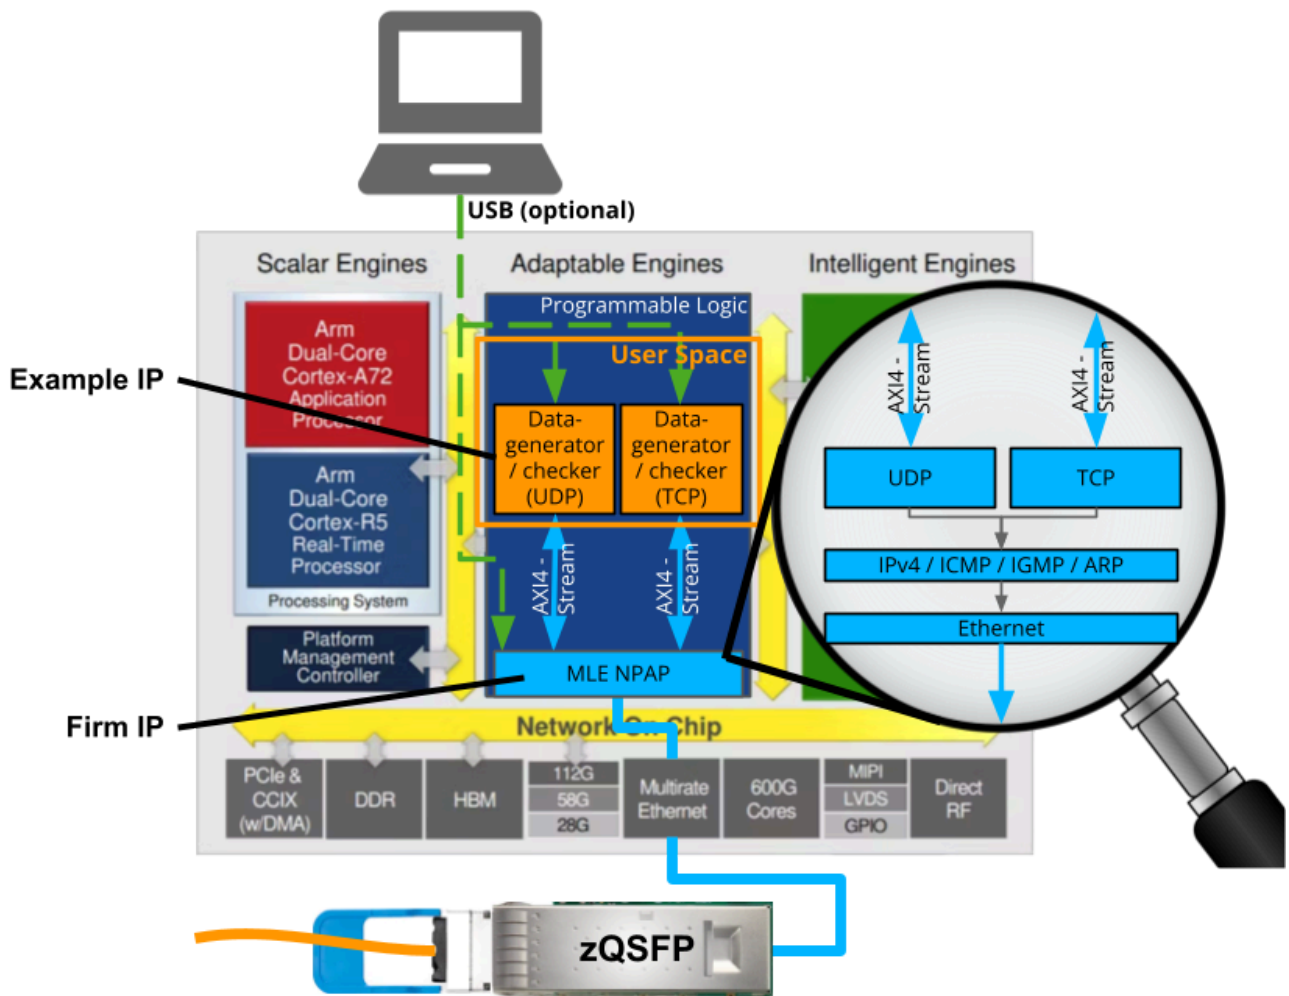 USB (optional)
Scalar Engines
Adaptable Engines
Intelligent Engines
Programmable Logic
User Space
Arm
Dual-Core
Cortex-A72
Application
Processor
Example IP
Data-
generator
/ checker
(UDP)
Data-
generator
/ checker
(TCP)
AXI4 -
Stream
AXI4 -
Stream
UDP
TCP
Arm
Dual-Core
Cortex-R5
Real-Time
Processor
Processing System
AXI4 -
Stream
AXI4 -
Stream
IPv4 / ICMP / IGMP / ARP
Ethernet
Platform
Management
Controller
MLE NPAP
Firm IP
Network On Chip
PCIe &
CCIX
(w/DMA)
DDR
HBM
112G
58G
28G
Multirate
Ethernet
600G
Cores
MIPI
LVDS
GPIO
Direct
RF
zQSFP